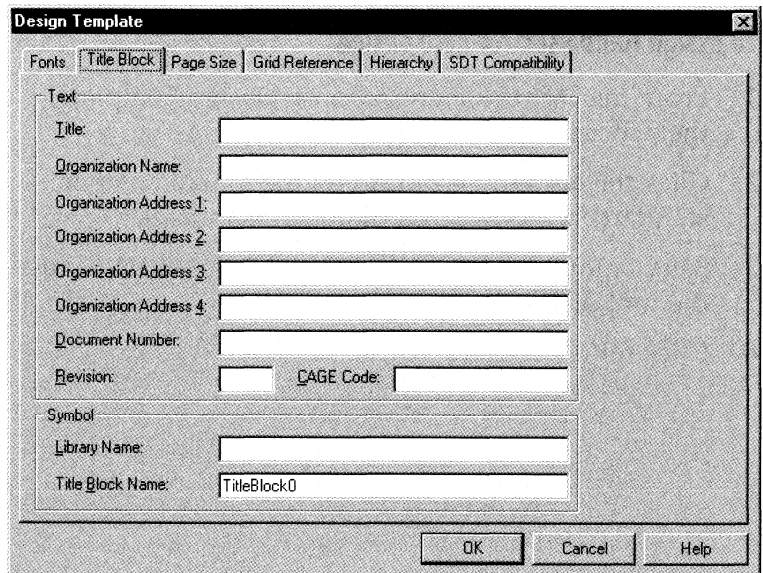 Design Template
Fonts Title Block Page Size Grid Reference Hierarchy SDT Compatibility
Text
Title:
Organization Name:
Organization Address 1:
Organization Address 2:
Organization Address 3:
Organization Address 4:
Document Number:
Revision: CAGE Code:
Symbol
Library Name:
Title Block Name: TitleBlock0
OK Cancel Help